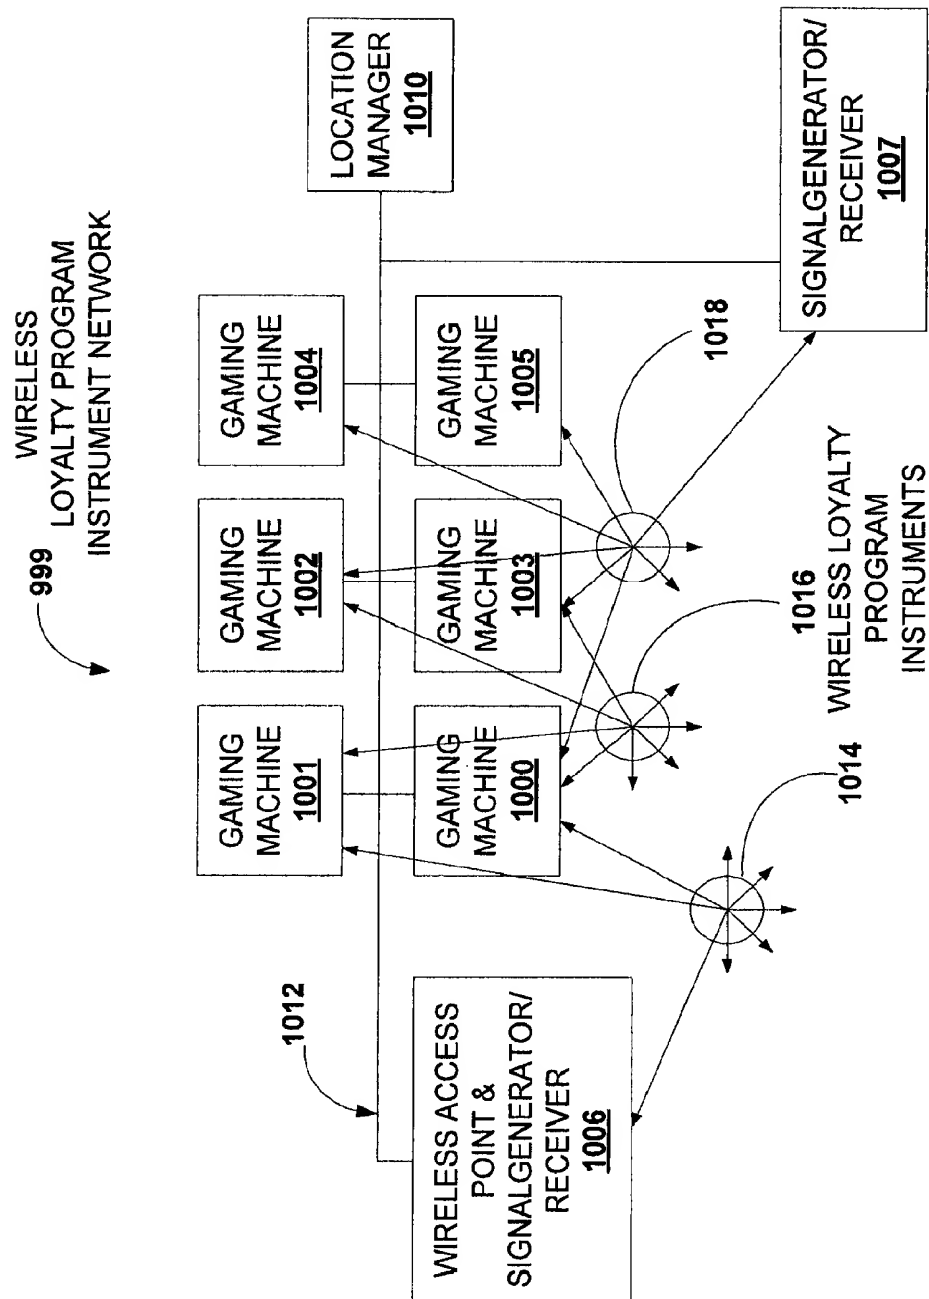 WIRELESS
LOYALTY PROGRAM
INSTRUMENT NETWORK
999
1012
WIRELESS ACCESS
POINT &
SIGNALGENERATOR/
RECEIVER
1006
GAMING
MACHINE
1001
GAMING
MACHINE
1002
GAMING
MACHINE
1004
LOCATION
MANAGER
1010
GAMING
MACHINE
1000
GAMING
MACHINE
1003
GAMING
MACHINE
1005
1014
1016
WIRELESS LOYALTY
PROGRAM
INSTRUMENTS
1018
SIGNALGENERATOR/
RECEIVER
1007